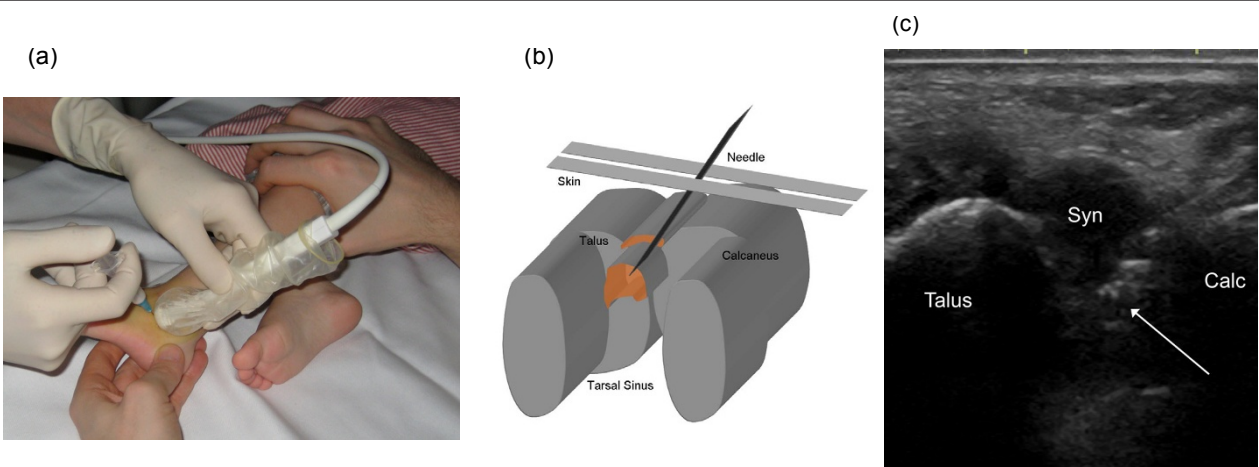 (a)
(b)
(c)
Needle
Skin
Talus
Calcaneus
Tarsal Sinus
Syn
Talus
Calc